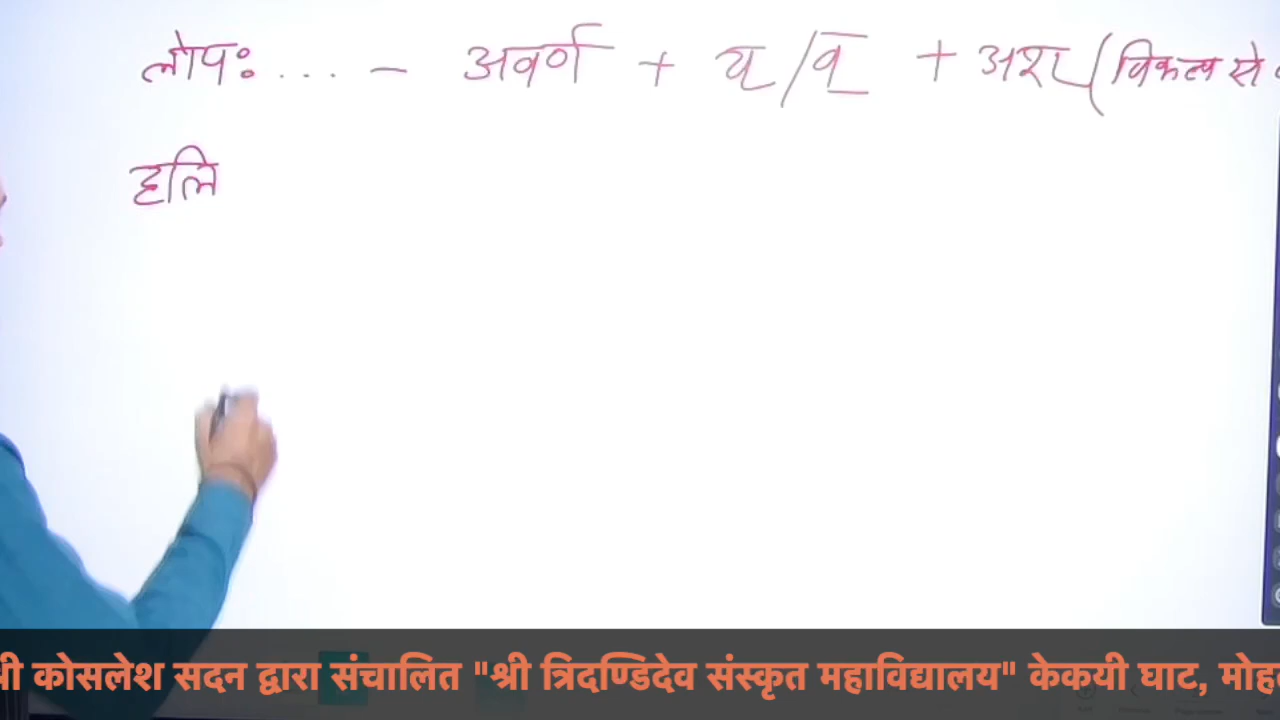 लोपः... - अवर्ण + य् / व् + अश् (विकल्प से
हलि
श्री कोसलेश सदन द्वारा संचालित "श्री त्रिदण्डिदेव संस्कृत महाविद्यालय" केकयी घाट,